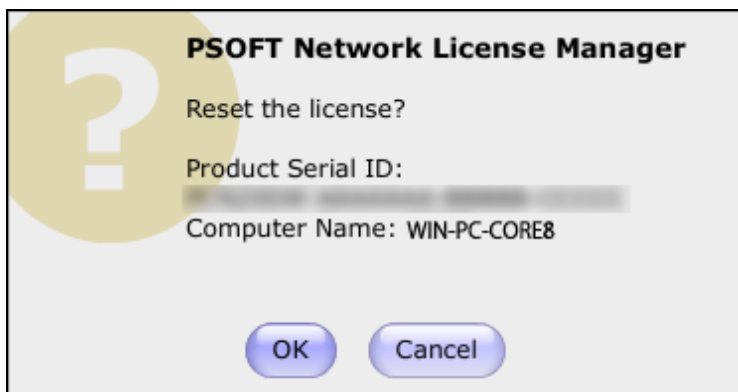 PSOFT Network License Manager
Reset the license?
Product Serial ID:
Computer Name: WIN-PC-CORE8
OK
Cancel